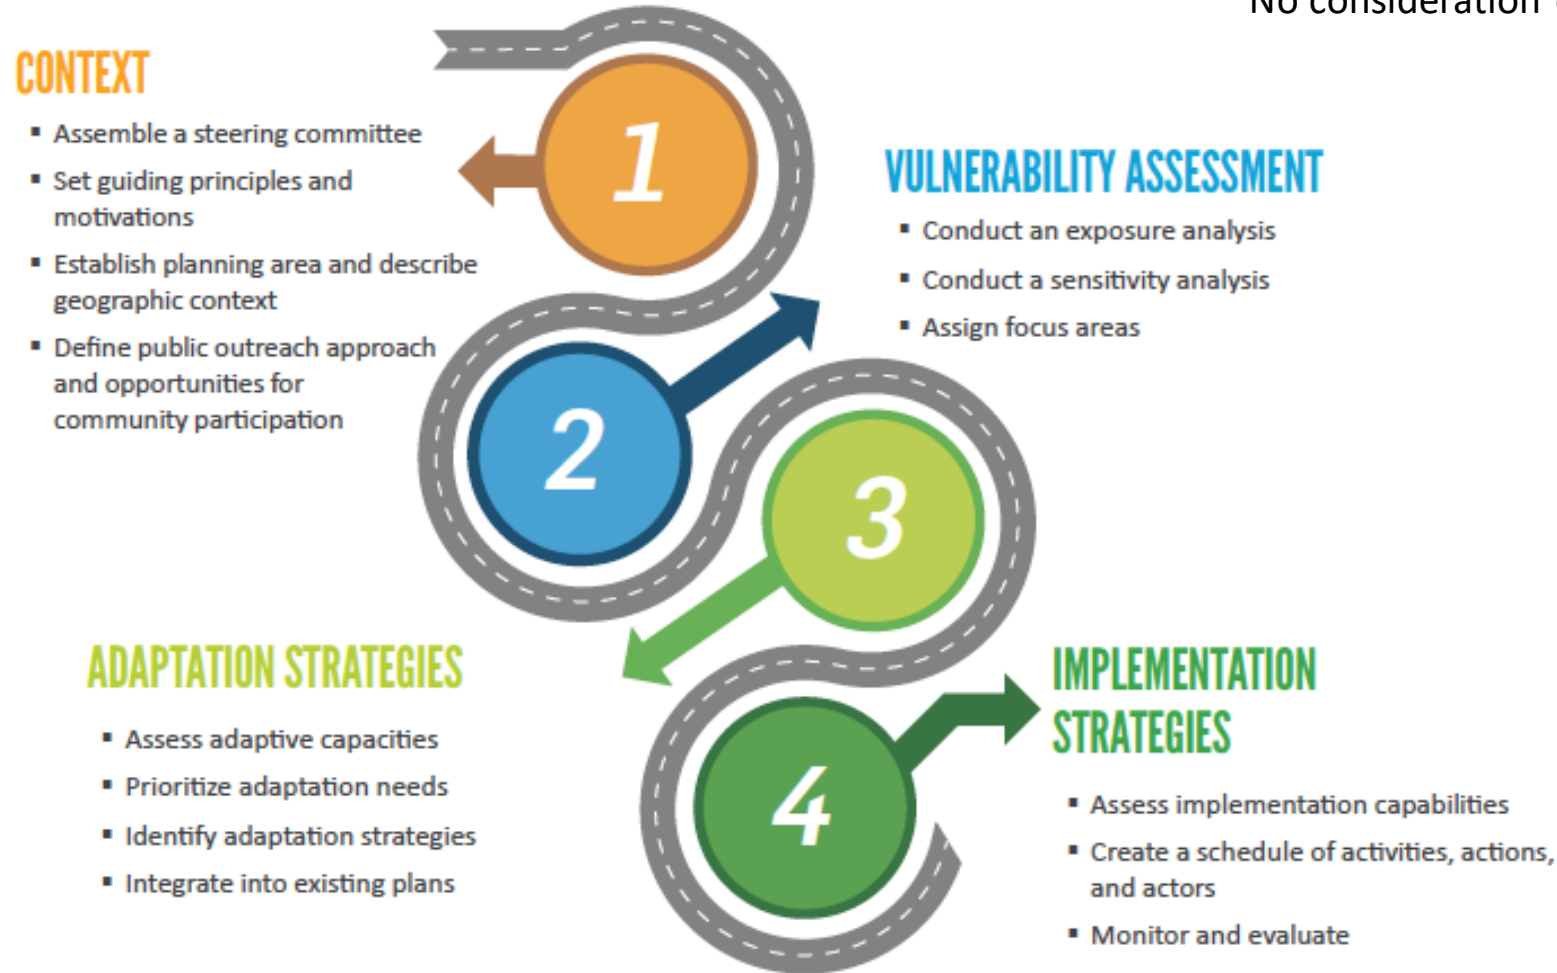 No consideration
CONTEXT
▪ Assemble a steering committee
▪ Set guiding principles and
motivations
▪ Establish planning area and describe
geographic context
▪ Define public outreach approach
and opportunities for
community participation
1
VULNERABILITY ASSESSMENT
▪ Conduct an exposure analysis
▪ Conduct a sensitivity analysis
▪ Assign focus areas
2
3
ADAPTATION STRATEGIES
▪ Assess adaptive capacities
▪ Prioritize adaptation needs
▪ Identify adaptation strategies
▪ Integrate into existing plans
4
IMPLEMENTATION
STRATEGIES
▪ Assess implementation capabilities
▪ Create a schedule of activities, actions,
and actors
▪ Monitor and evaluate